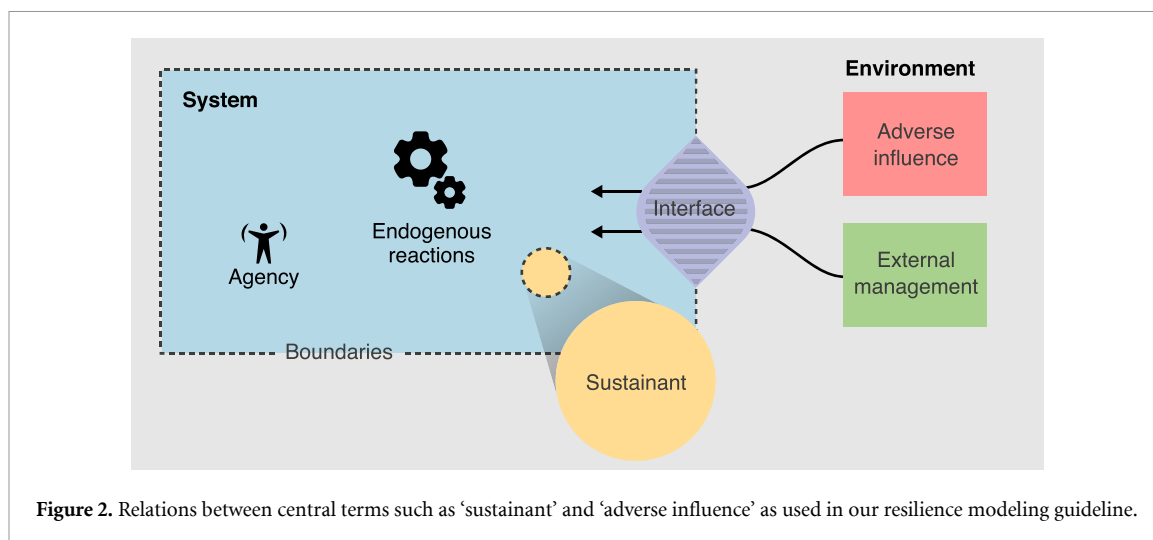 Environment
System
Adverse
influence
Interface
Endogenous
reactions
Agency
External
management
Boundaries
Sustainant
Figure 2. Relations between central terms such as ‘sustainant’ and ‘adverse influence’ as used in our resilience modeling guideline.